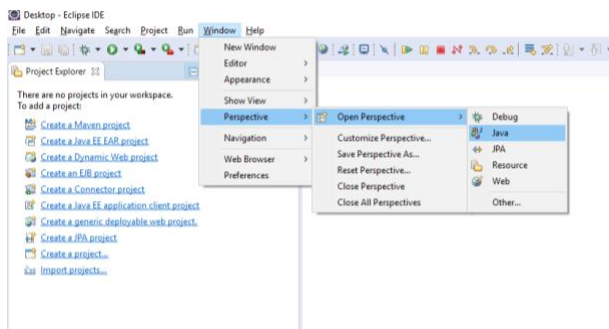 Desktop - Eclipse IDE
File Edit Navigate Search Project Run Window Help
Project Explorer
There are no projects in your workspace.
To add a project:
Create a Maven project
Create a Java EE EAR project
Create a Dynamic Web project
Create an EJB project
Create a Connector project
Create a Java EE application client project
Create a generic deployable web project.
Create a JPA project
Create a project...
Import projects...
New Window
Editor
Appearance
Show View
Perspective
Navigation
Web Browser
Preferences
Open Perspective
Customize Perspective...
Save Perspective As...
Reset Perspective...
Close Perspective
Close All Perspectives
Debug
Java
JPA
Resource
Web
Other...